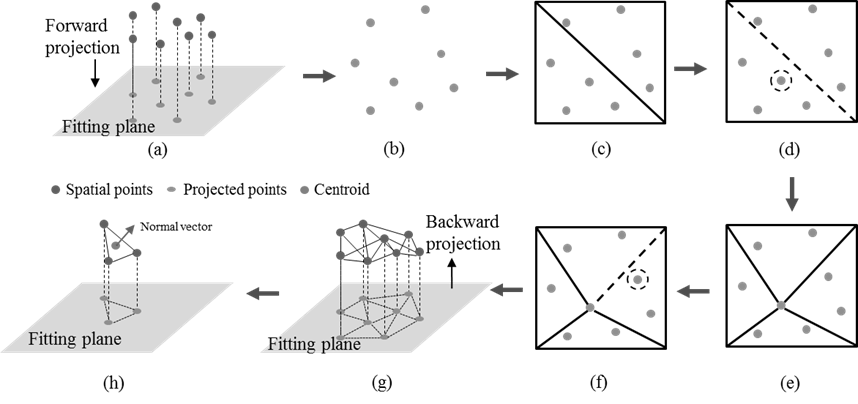 Forward
projection
Fitting plane
(a)
(b)
(c)
(d)
Spatial points
Projected points
Centroid
Normal vector
Fitting plane
(h)
Backward
projection
Fitting plane
(g)
(f)
(e)